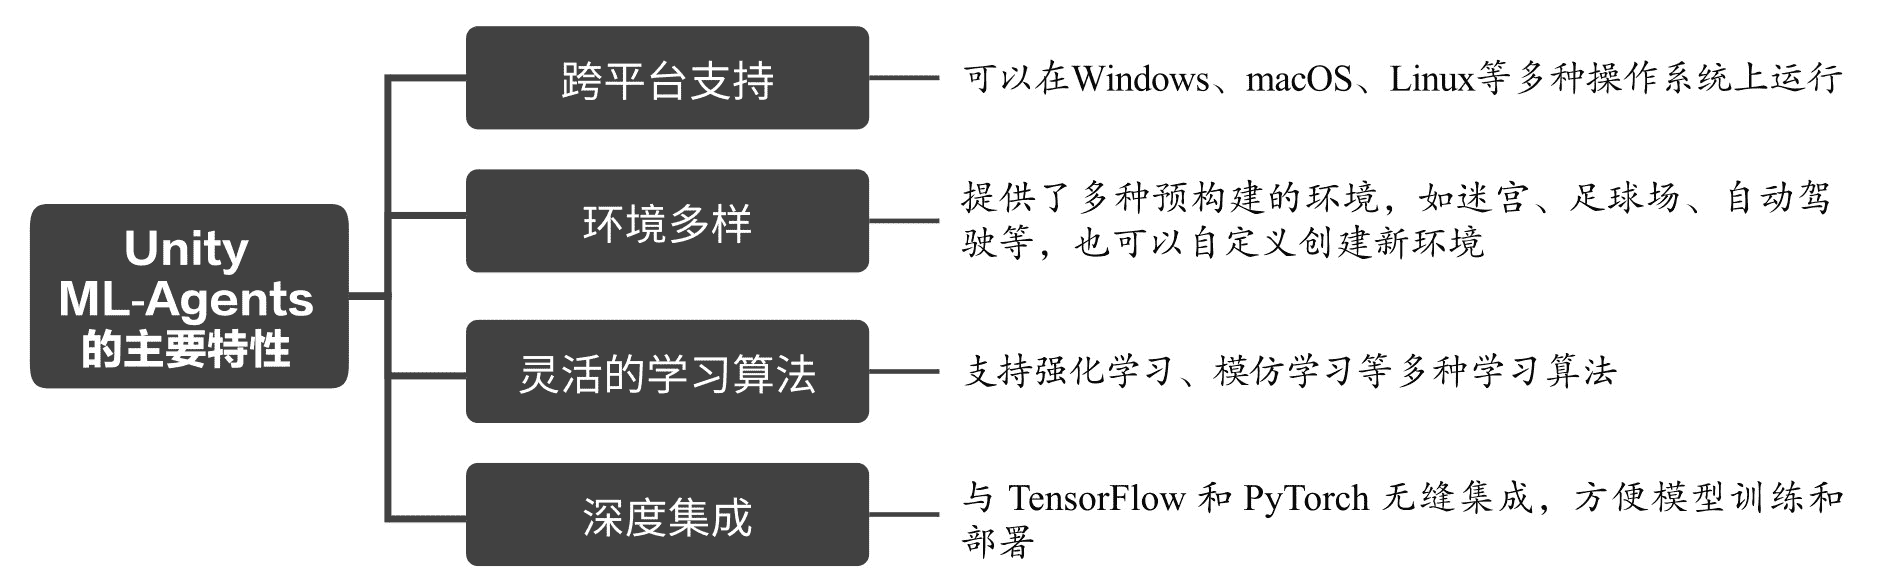 Unity
ML-Agents
的主要特性
跨平台支持
可以在Windows、macOS、Linux等多种操作系统上运行
环境多样
提供了多种预构建的环境，如迷宫、足球场、自动驾
驶等，也可以自定义创建新环境
灵活的学习算法
支持强化学习、模仿学习等多种学习算法
深度集成
与 TensorFlow 和 PyTorch 无缝集成，方便模型训练和
部署